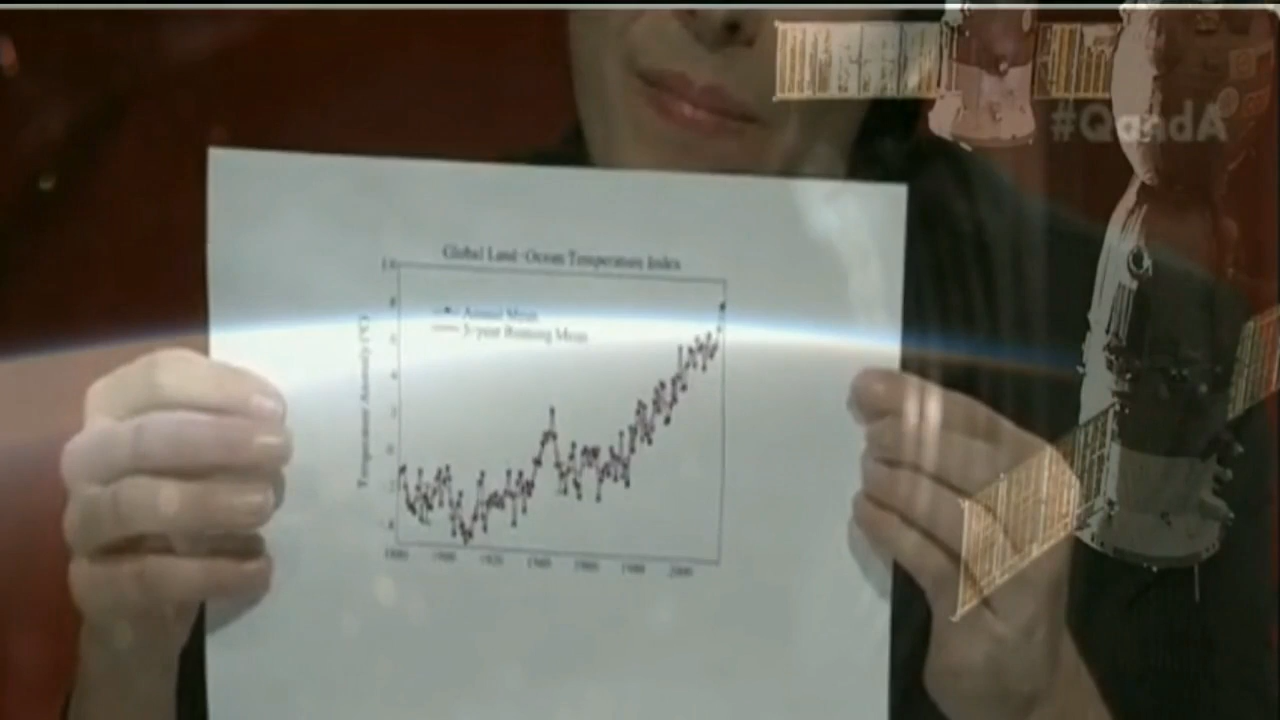 #QandA
Global Land-Ocean Temperature Index
Annual Mean
5-year Running Mean
Temperature Anomaly (°C)
1880 1900 1920 1940 1960 1980 2000